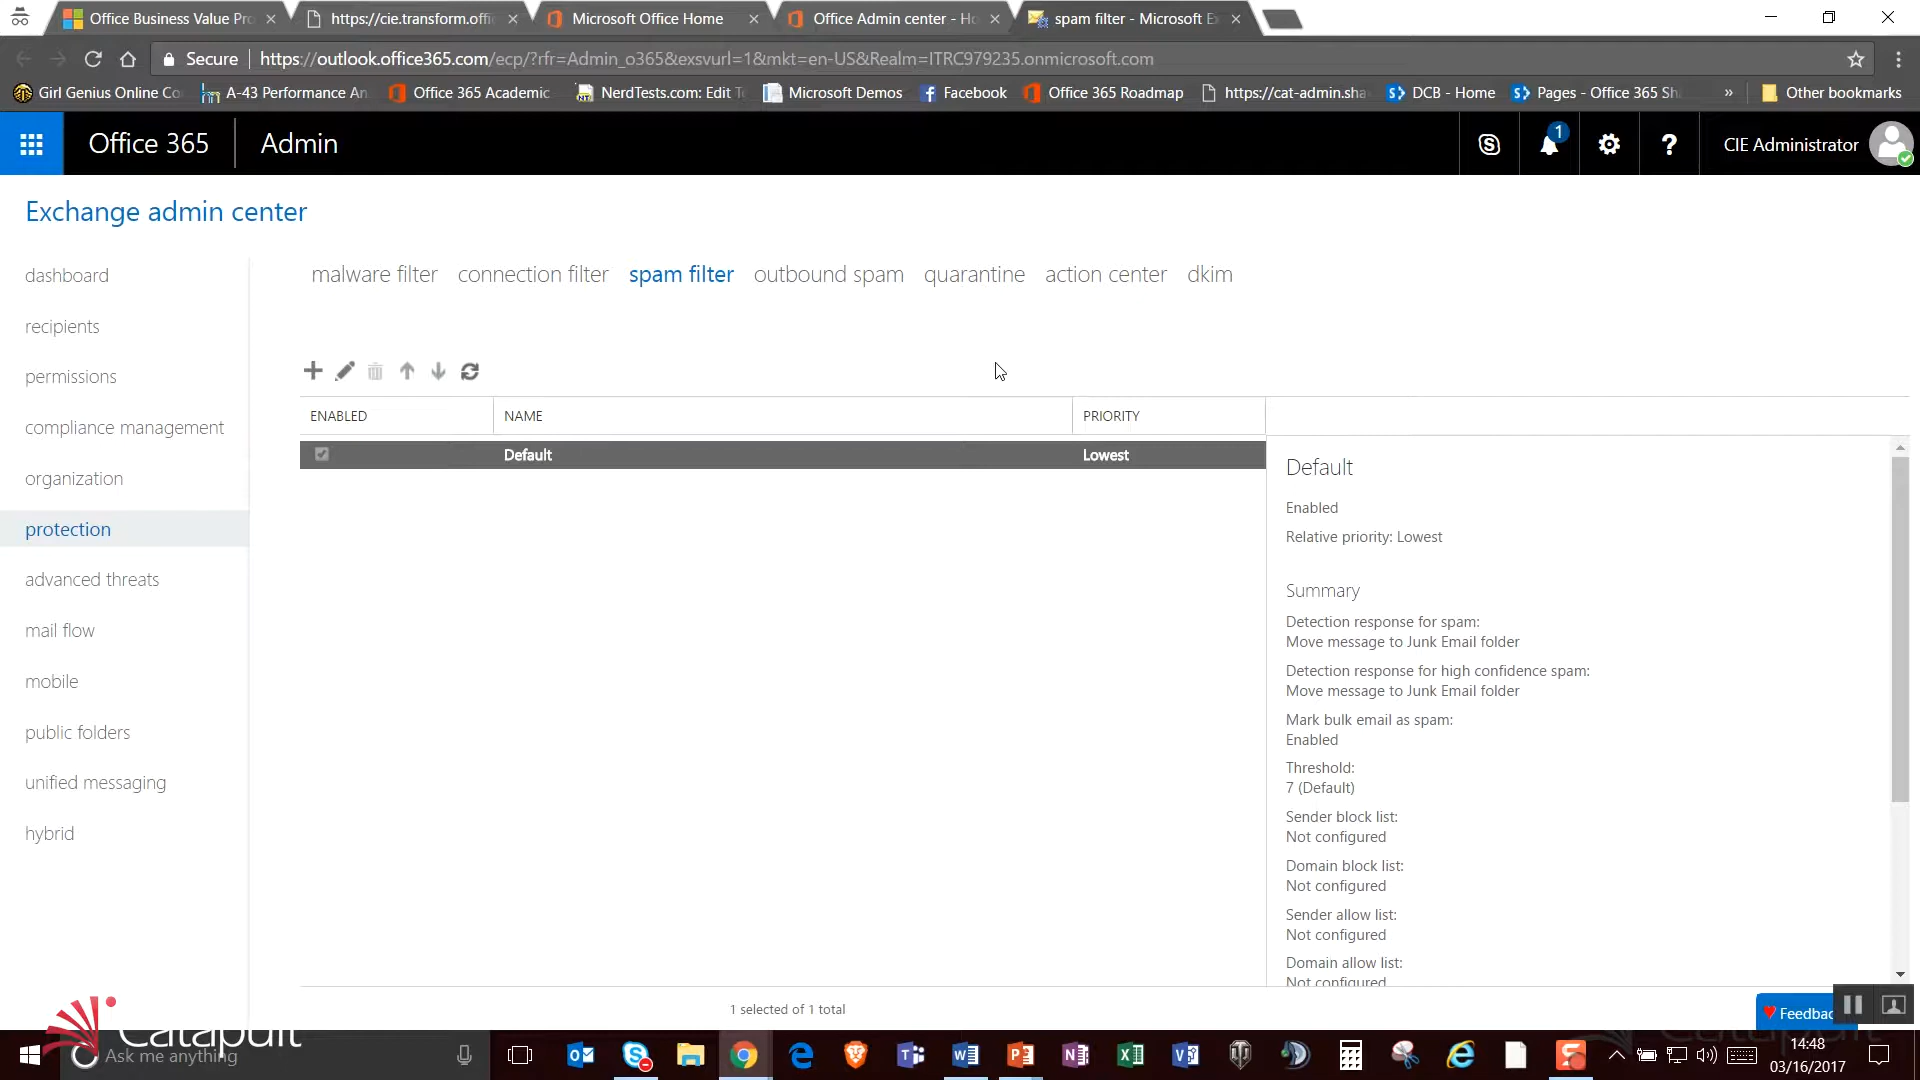 Office Business Value Pro
https://cie.transform.offi
Microsoft Office Home
Office Admin center - Ho
spam filter - Microsoft E
Secure
https://outlook.office365.com/ecp/?rfr=Admin_o365&exsvurl=1&mkt=en-US&Realm=ITRC979235.onmicrosoft.com
Girl Genius Online Co
A-43 Performance An
Office 365 Academic
NerdTests.com: Edit T
Microsoft Demos
Facebook
Office 365 Roadmap
https://cat-admin.sha
DCB - Home
Pages - Office 365 Sh
»
Other bookmarks
Office 365
Admin
1
?
CIE Administrator
Exchange admin center
dashboard
recipients
permissions
compliance management
organization
protection
advanced threats
mail flow
mobile
public folders
unified messaging
hybrid
malware filter
connection filter
spam filter
outbound spam
quarantine
action center
dkim
ENABLED
NAME
PRIORITY
Default
Lowest
Default
Enabled
Relative priority: Lowest
Summary
Detection response for spam:
Move message to Junk Email folder
Detection response for high confidence spam:
Move message to Junk Email folder
Mark bulk email as spam:
Enabled
Threshold:
7 (Default)
Sender block list:
Not configured
Domain block list:
Not configured
Sender allow list:
Not configured
Domain allow list:
Not configured
1 selected of 1 total
Feedbac
Catapult
Ask me anything
14:48
03/16/2017